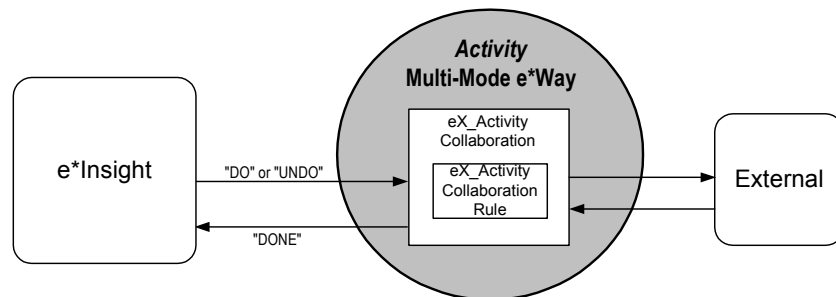 Activity
Multi-Mode e*Way
eX_Activity
Collaboration
eX_Activity
Collaboration
Rule
e*Insight
"DO" or "UNDO"
"DONE"
External